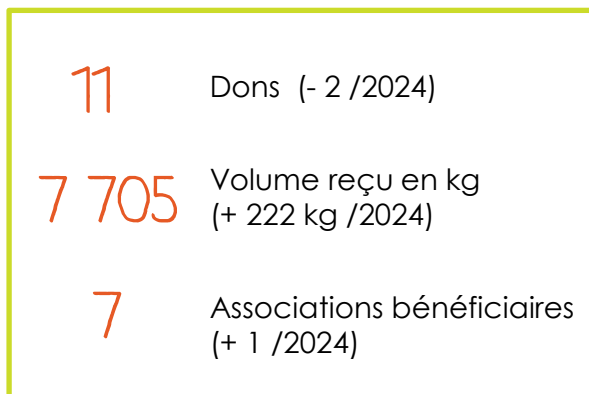 11
Dons (- 2 /2024)
7 705
Volume reçu en kg
(+ 222 kg /2024)
7
Associations bénéficiaires
(+ 1 /2024)